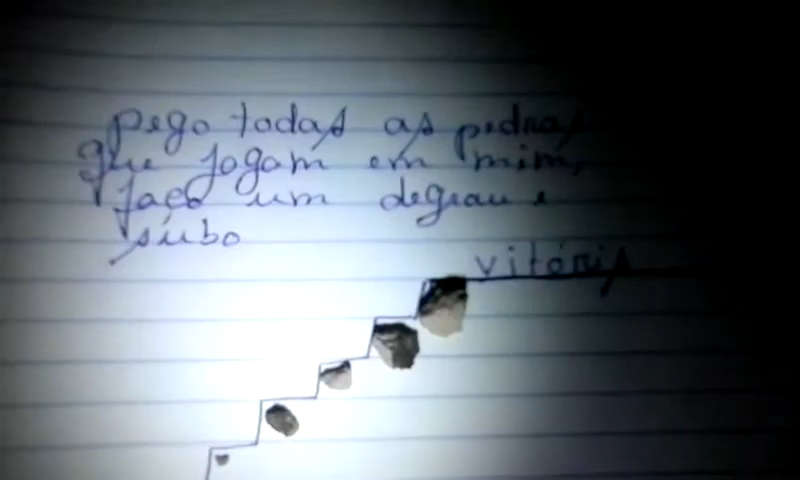 pego todas as pedras
que jogam em mim,
faço um degrau e
subo
vitória